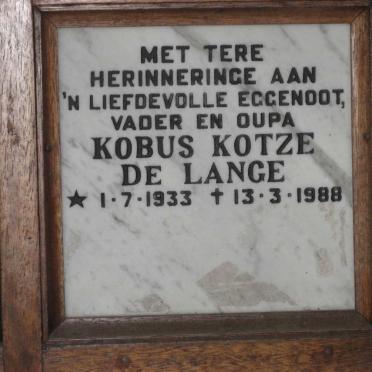 MET TERE
HERINNERINGE AAN
'N LIEFDEVOLLE EGGENOOT,
VADER EN OUPA
KOBUS KOTZE
DE LANGE
★ 1·7·1933 ✝ 13·3·1988